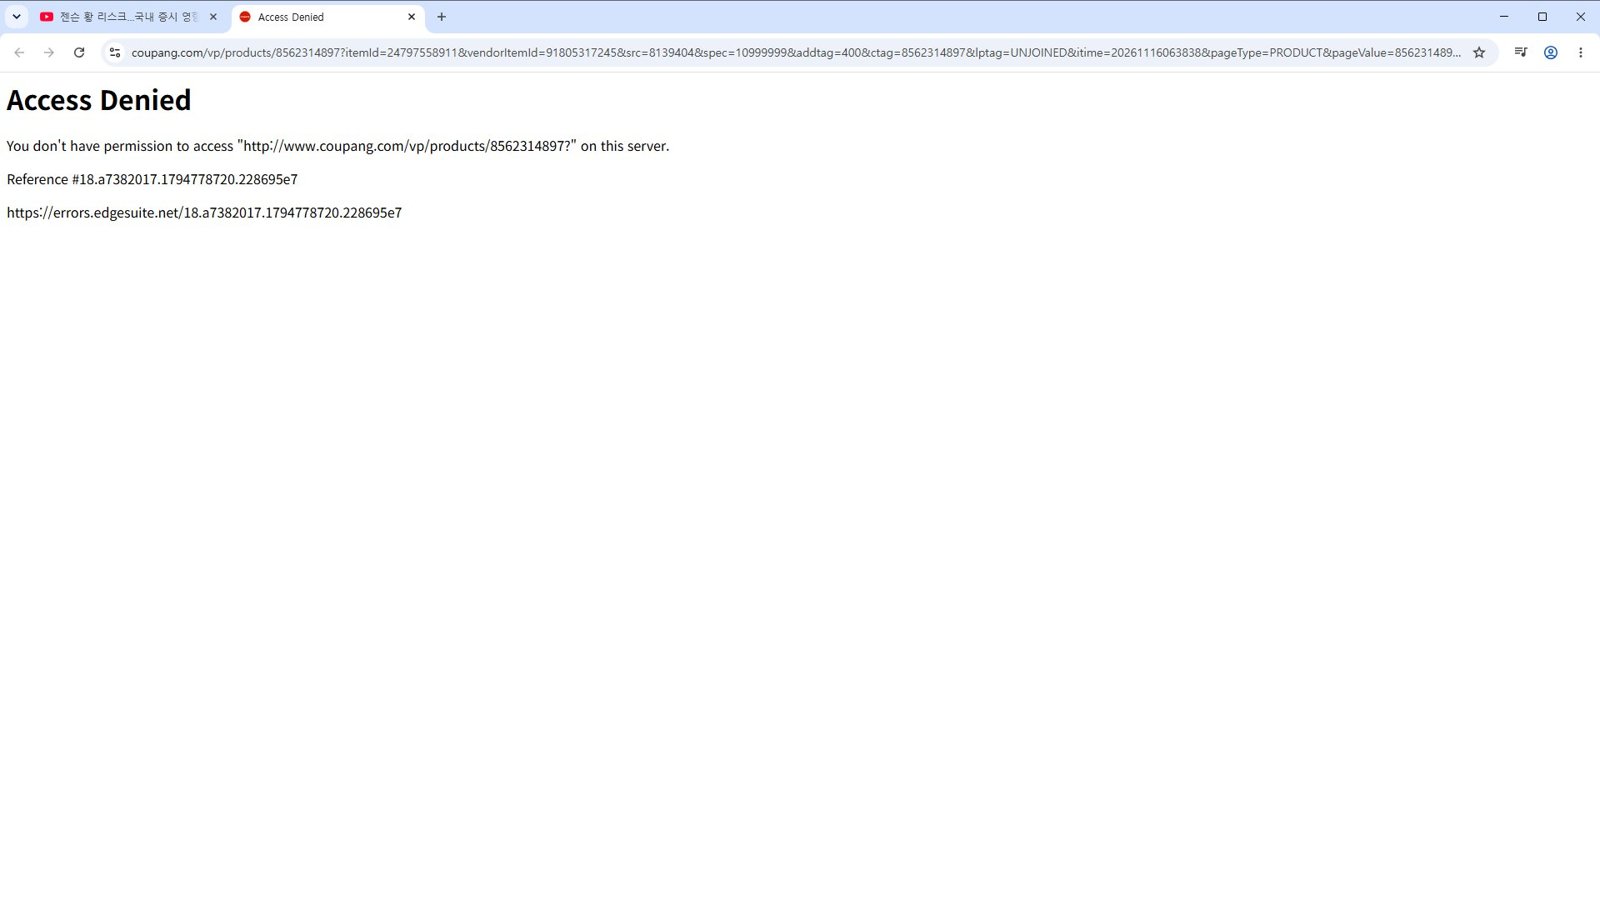 젠슨 황 리스크...국내 증시 영향
Access Denied
coupang.com/vp/products/8562314897?itemId=24797558911&vendorItemId=91805317245&src=8139404&spec=10999999&addtag=400&ctag=8562314897&lptag=UNJOINED&itime=20261116063838&pageType=PRODUCT&pageValue=856231489...
Access Denied
You don't have permission to access "http://www.coupang.com/vp/products/8562314897?" on this server.
Reference #18.a7382017.1794778720.228695e7
https://errors.edgesuite.net/18.a7382017.1794778720.228695e7